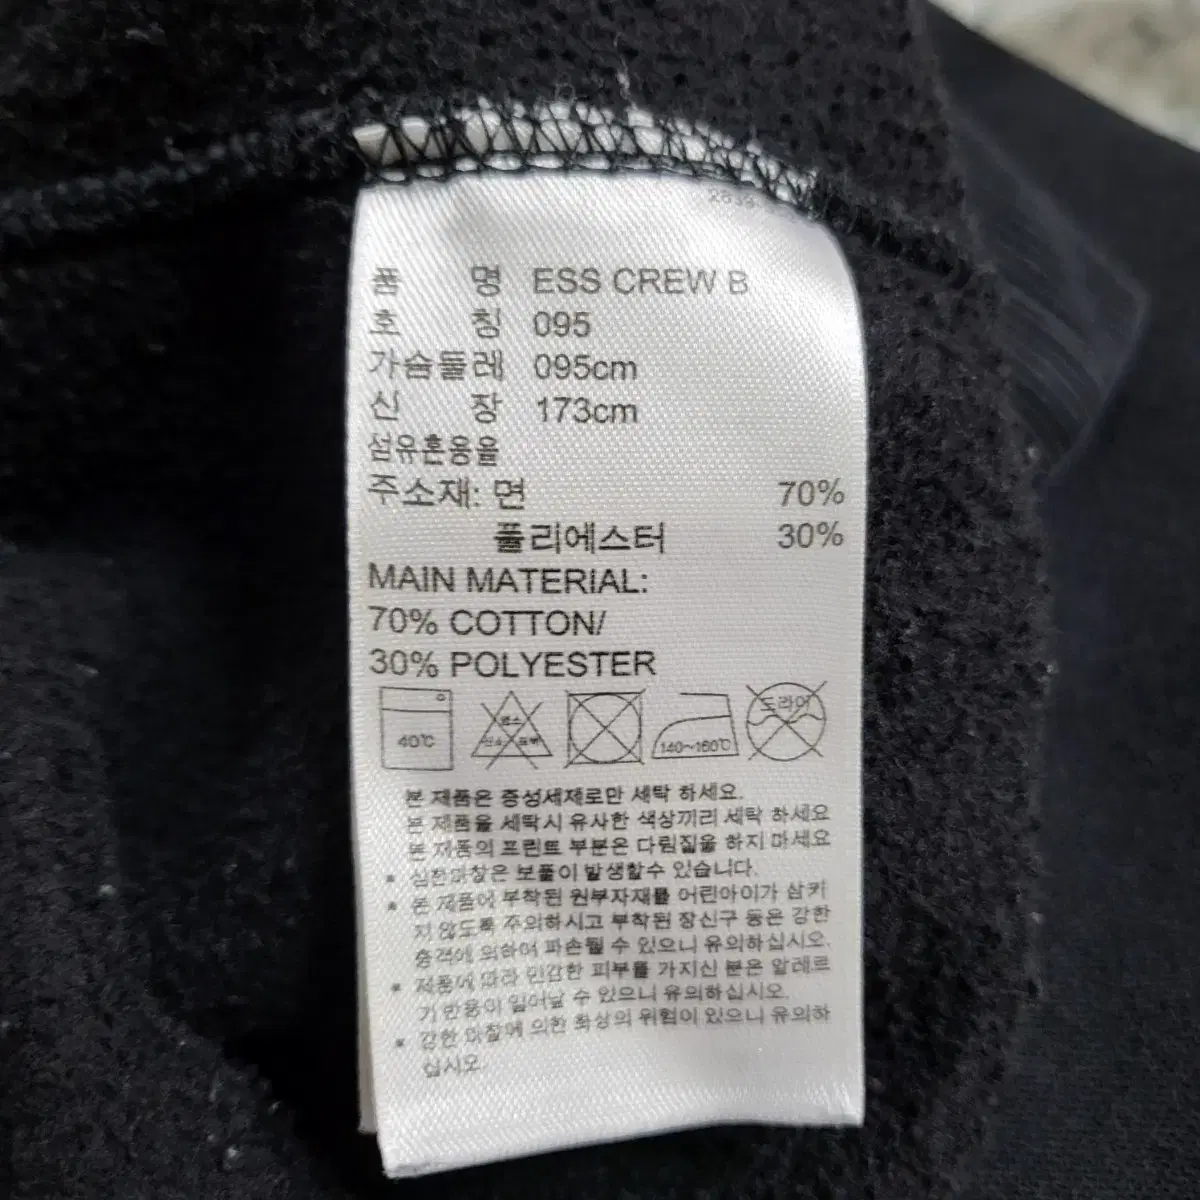 품 명 ESS CREW B
호 칭 095
가슴둘레 095cm
신 장 173cm
섬유혼용율
주소재: 면 70%
폴리에스터 30%
MAIN MATERIAL:
70% COTTON/
30% POLYESTER
40℃
140~160℃
드라이
본 제품은 중성세제로만 세탁 하세요.
본 제품을 세탁시 유사한 색상끼리 세탁 하세요
본 제품의 프린트 부분은 다림질을 하지 마세요
* 심한마찰은 보풀이 발생할수 있습니다.
* 본 제품에 부착된 원부자재를 어린아이가 삼키
지 않도록 주의하시고 부착된 장신구 등은 강한
충격에 의하여 파손될 수 있으니 유의하십시오.
* 제품에 따라 민감한 피부를 가지신 분은 알레르
기 반응이 일어날 수 있으니 유의하십시오.
* 강한 마찰에 의한 화상의 위험이 있으니 유의하
십시오.